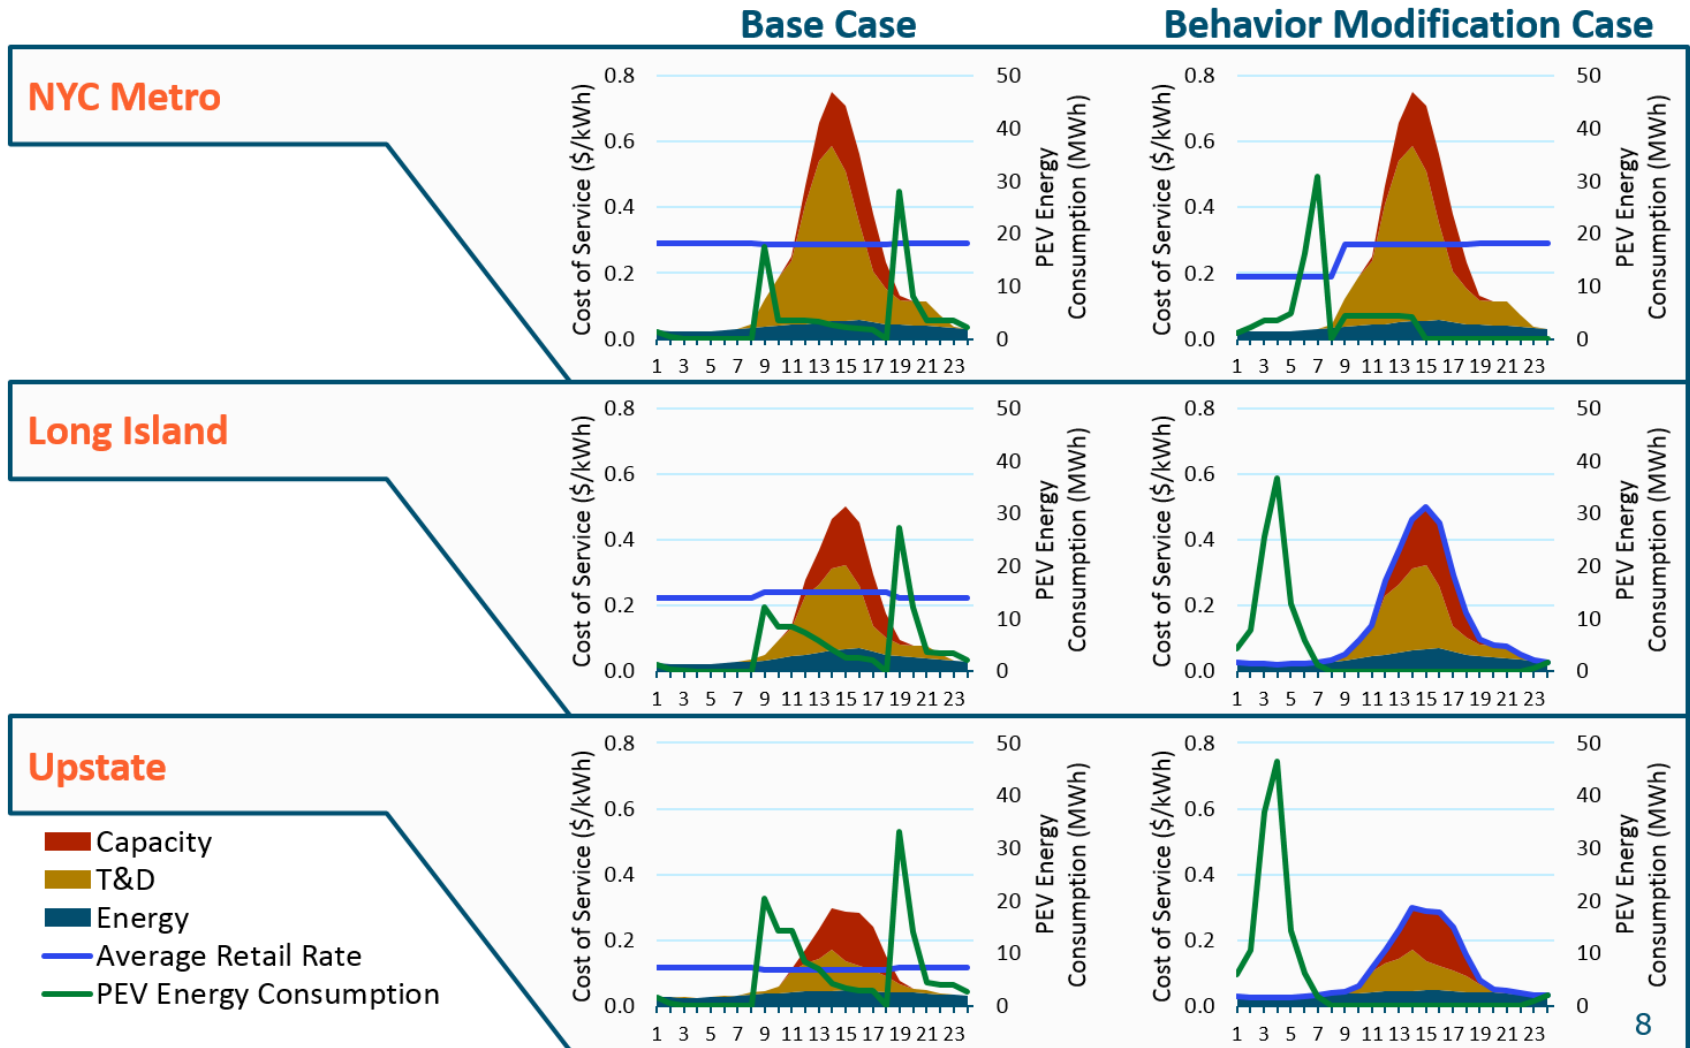 Base Case
Behavior Modification Case
NYC Metro
Cost of Service ($/kWh)
0.8
0.6
0.4
0.2
0.0
1 3 5 7 9 11 13 15 17 19 21 23
50
40
30
20
10
0
PEV Energy
Consumption (MWh)
Cost of Service ($/kWh)
0.8
0.6
0.4
0.2
0.0
1 3 5 7 9 11 13 15 17 19 21 23
50
40
30
20
10
0
PEV Energy
Consumption (MWh)
Long Island
Cost of Service ($/kWh)
0.8
0.6
0.4
0.2
0.0
1 3 5 7 9 11 13 15 17 19 21 23
50
40
30
20
10
0
PEV Energy
Consumption (MWh)
Cost of Service ($/kWh)
0.8
0.6
0.4
0.2
0.0
1 3 5 7 9 11 13 15 17 19 21 23
50
40
30
20
10
0
PEV Energy
Consumption (MWh)
Upstate
Capacity
T&D
Energy
Average Retail Rate
PEV Energy Consumption
Cost of Service ($/kWh)
0.8
0.6
0.4
0.2
0.0
1 3 5 7 9 11 13 15 17 19 21 23
50
40
30
20
10
0
PEV Energy
Consumption (MWh)
Cost of Service ($/kWh)
0.8
0.6
0.4
0.2
0.0
1 3 5 7 9 11 13 15 17 19 21 23
50
40
30
20
10
0
PEV Energy
Consumption (MWh)
8